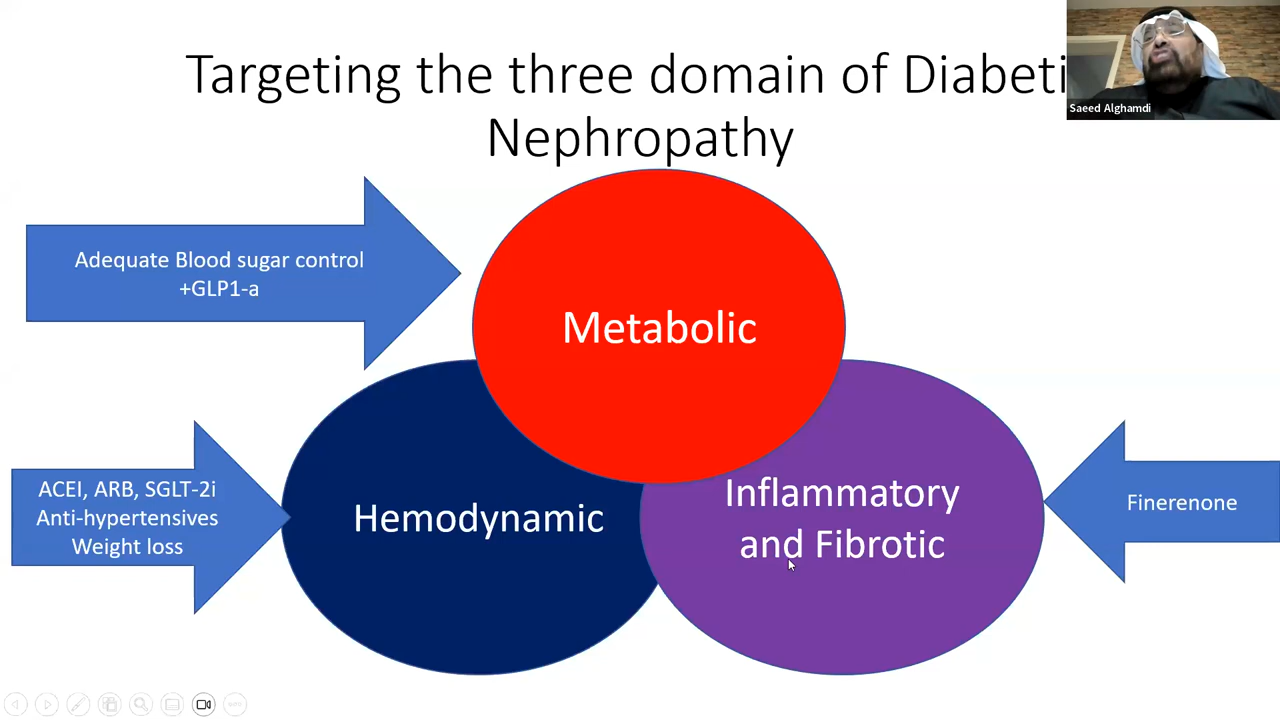 Targeting the three domain of Diabeti
Nephropathy
Saeed Alghamdi
Adequate Blood sugar control
+GLP1-a
Metabolic
ACEI, ARB, SGLT-2i
Anti-hypertensives
Weight loss
Hemodynamic
Inflammatory
and Fibrotic
Finerenone